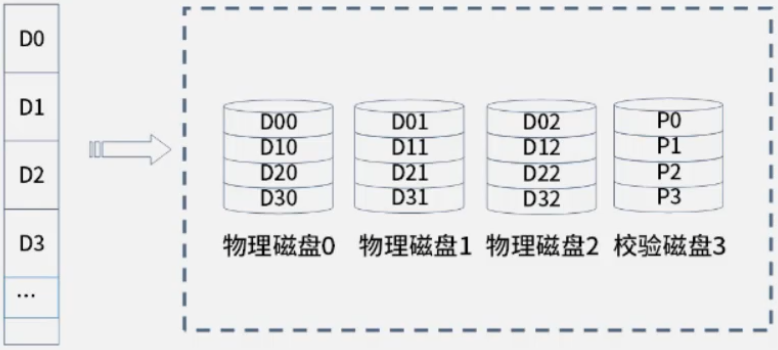 D0
D1
D2
D3
...
D00 D01 D02 P0
D10 D11 D12 P1
D20 D21 D22 P2
D30 D31 D32 P3
物理磁盘0 物理磁盘1 物理磁盘2 校验磁盘3